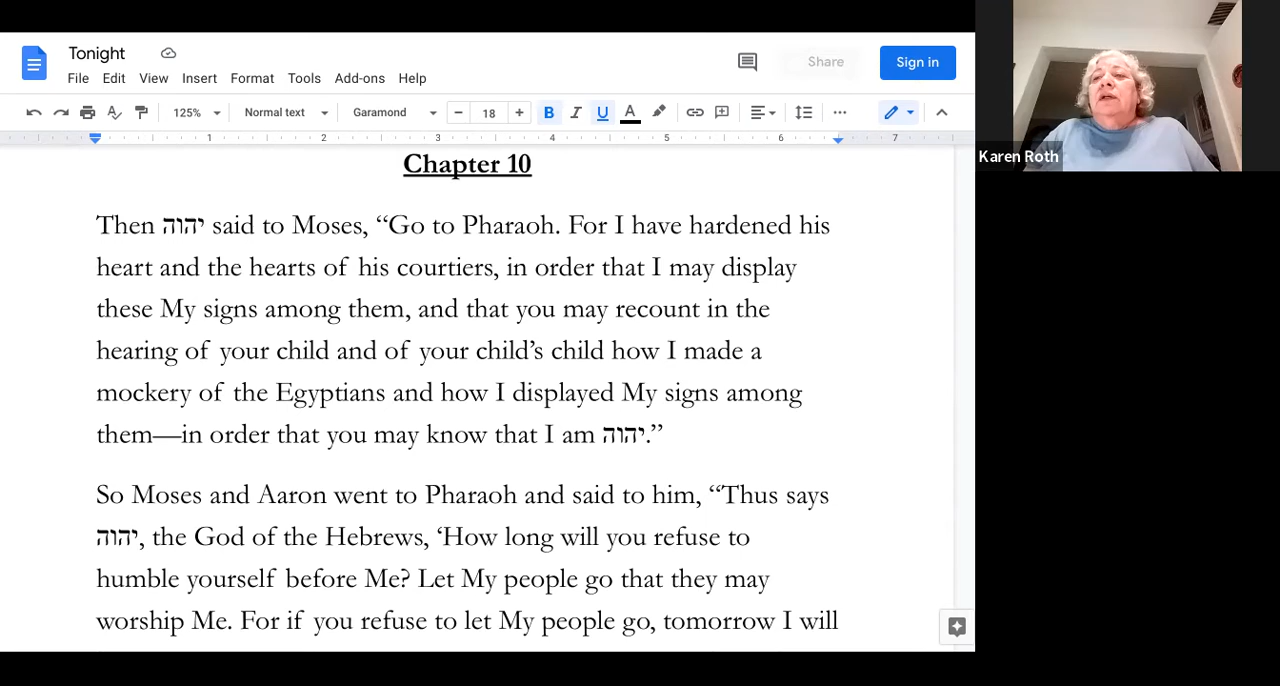 Tonight
File Edit View Insert Format Tools Add-ons Help
Share
Sign in
125% Normal text Garamond − 18 + B I U A
1 2 3 4 5 6 7
Karen Roth
Chapter 10
Then יהוה said to Moses, “Go to Pharaoh. For I have hardened his
heart and the hearts of his courtiers, in order that I may display
these My signs among them, and that you may recount in the
hearing of your child and of your child’s child how I made a
mockery of the Egyptians and how I displayed My signs among
them—in order that you may know that I am יהוה.”
So Moses and Aaron went to Pharaoh and said to him, “Thus says
יהוה, the God of the Hebrews, ‘How long will you refuse to
humble yourself before Me? Let My people go that they may
worship Me. For if you refuse to let My people go, tomorrow I will